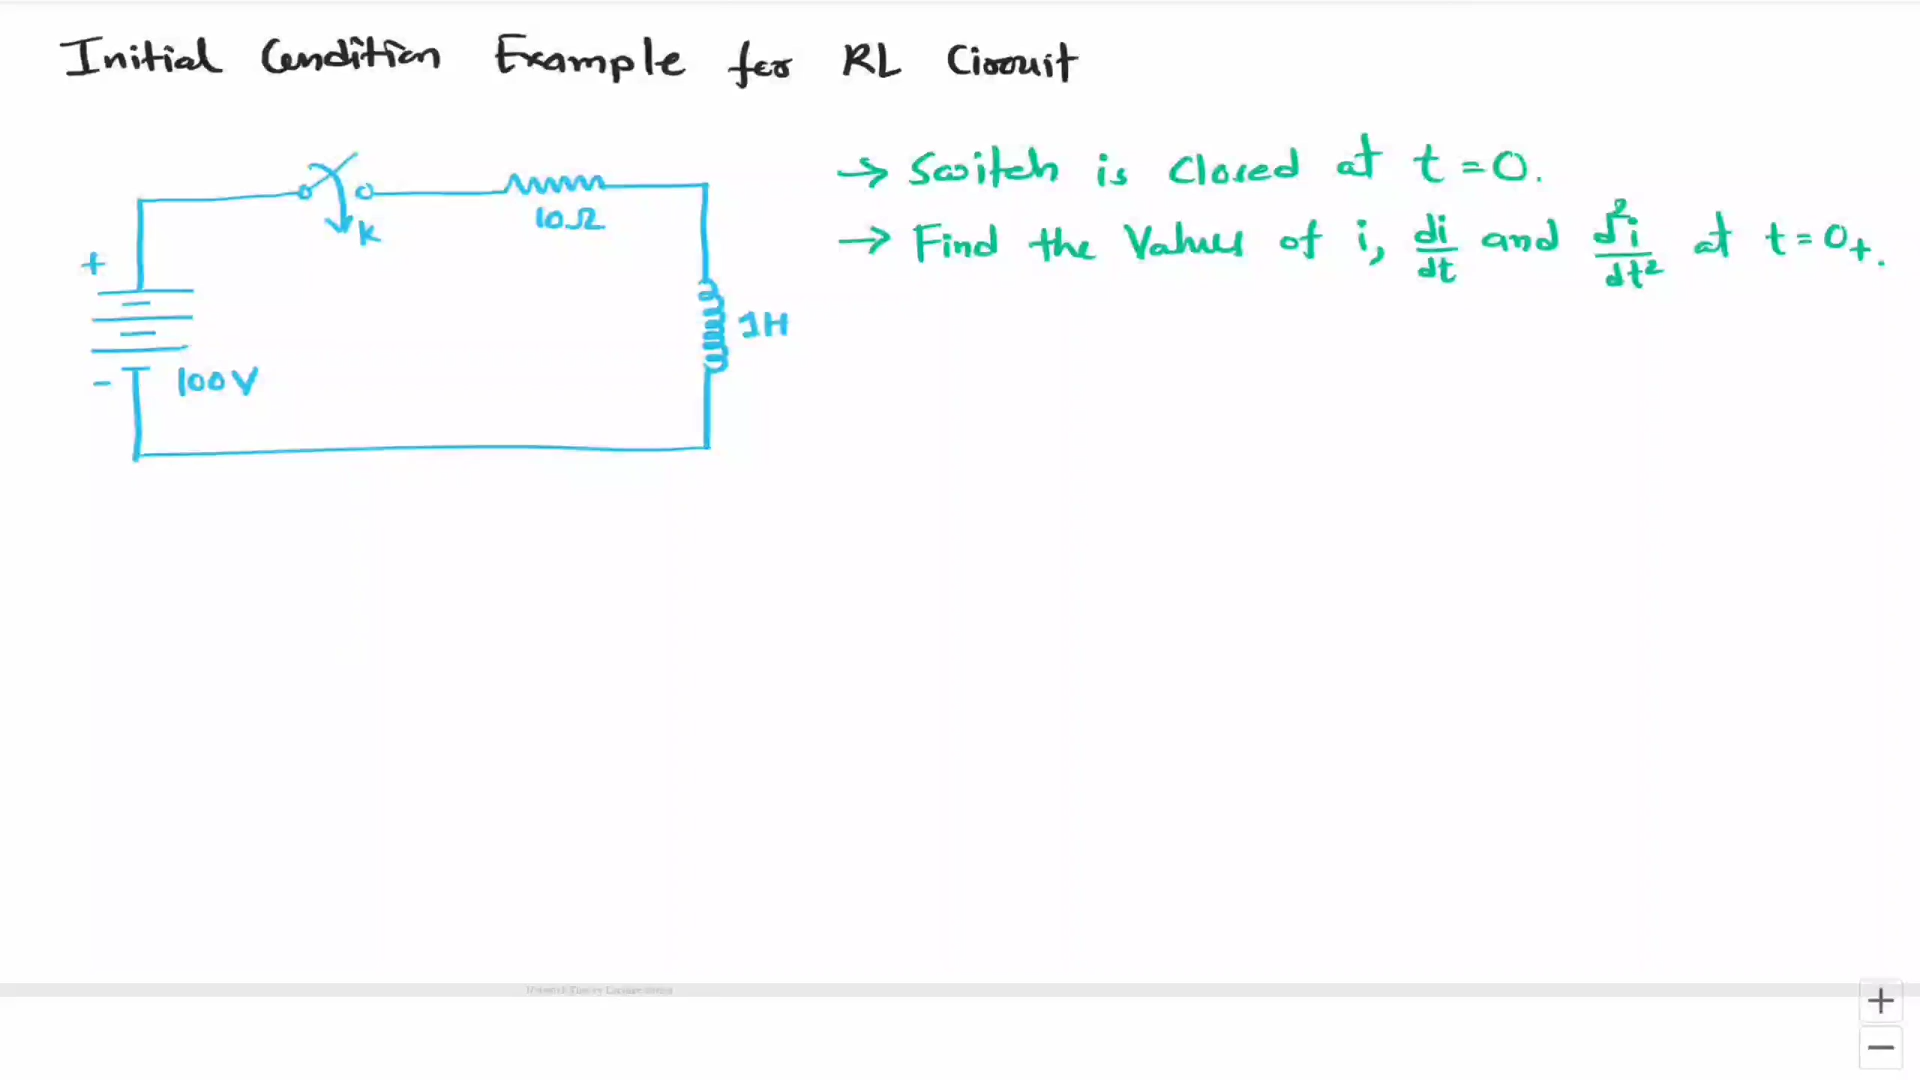 Initial Condition Example for RL Circuit
→ Switch is closed at t=0.
→ Find the Values of i, di/dt and d²i/dt² at t=0+.
K
10Ω
+
1H
-
100V